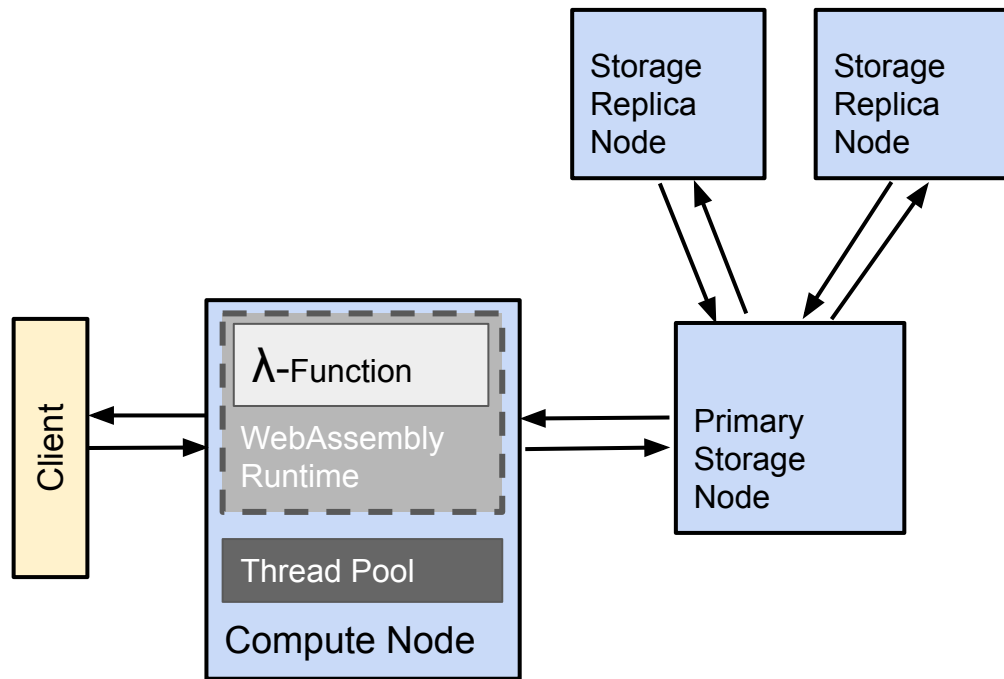 Storage
Replica
Node
Storage
Replica
Node
Client
λ-Function
WebAssembly
Runtime
Thread Pool
Compute Node
Primary
Storage
Node